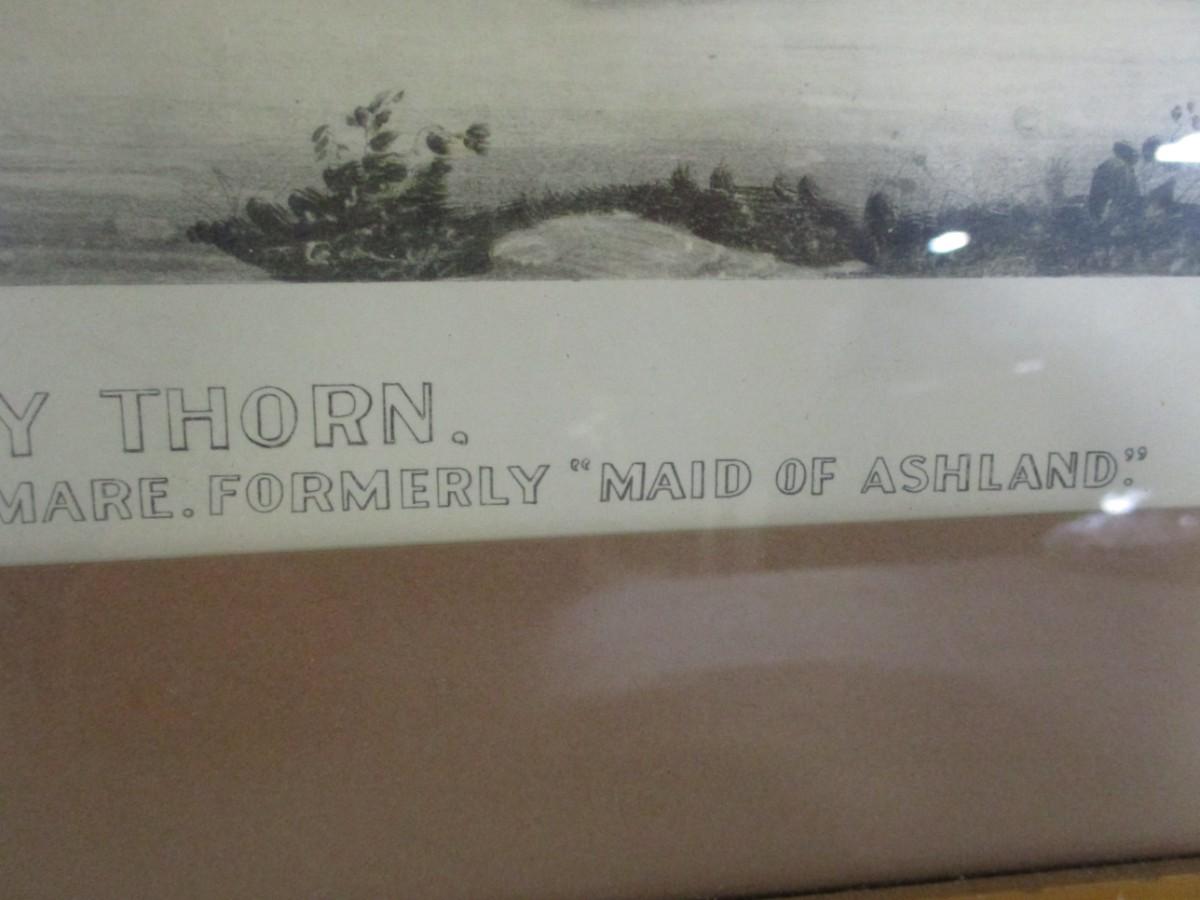 Y THORN.
MARE. FORMERLY “MAID OF ASHLAND.”